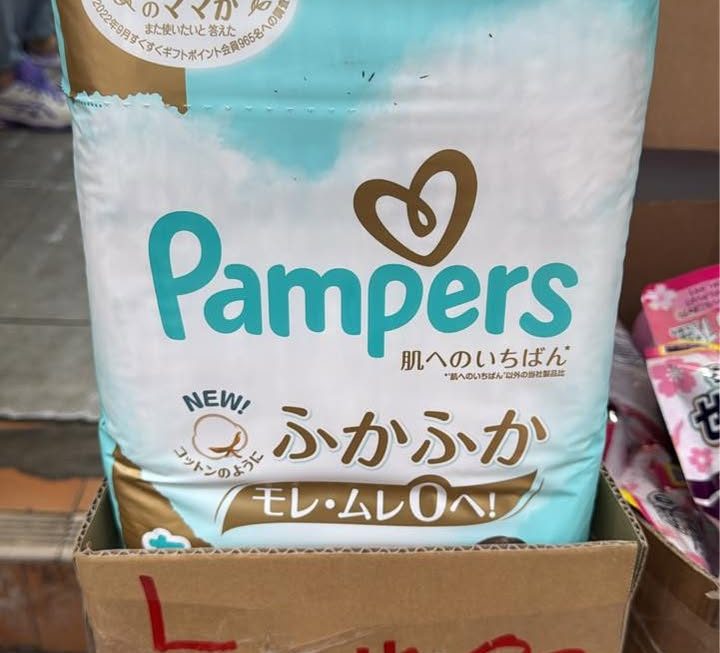 のママが
また使いたいと答えた
2022年9月すくすくギフトポイント会員965名への調査
Pampers
肌へのいちばん*
*"肌へのいちばん"以外の当社製品比
NEW!
コットンのように
ふかふか
モレ・ムレ0へ!
L